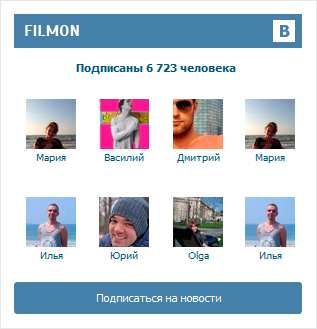 FILMON
B
Подписаны 6 723 человека
Мария Василий Дмитрий Мария
Илья Юрий Olga Илья
Подписаться на новости